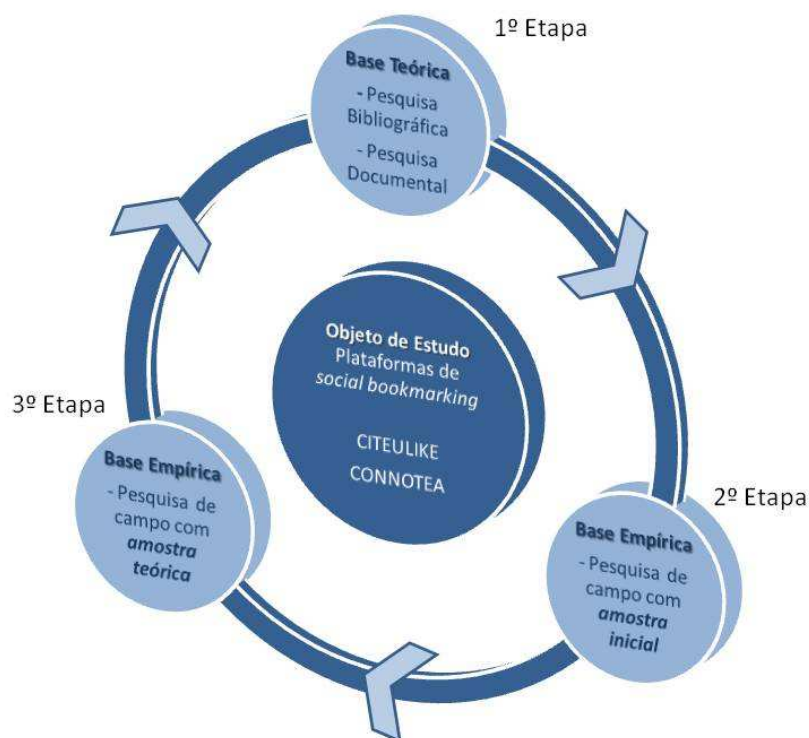 1º Etapa
Base Teórica
- Pesquisa
Bibliográfica
- Pesquisa
Documental
Objeto de Estudo
Plataformas de
social bookmarking
CITEULIKE
CONNOTEA
3º Etapa
Base Empírica
- Pesquisa de
campo com
amostra
teórica
2º Etapa
Base Empírica
- Pesquisa de
campo com
amostra
inicial